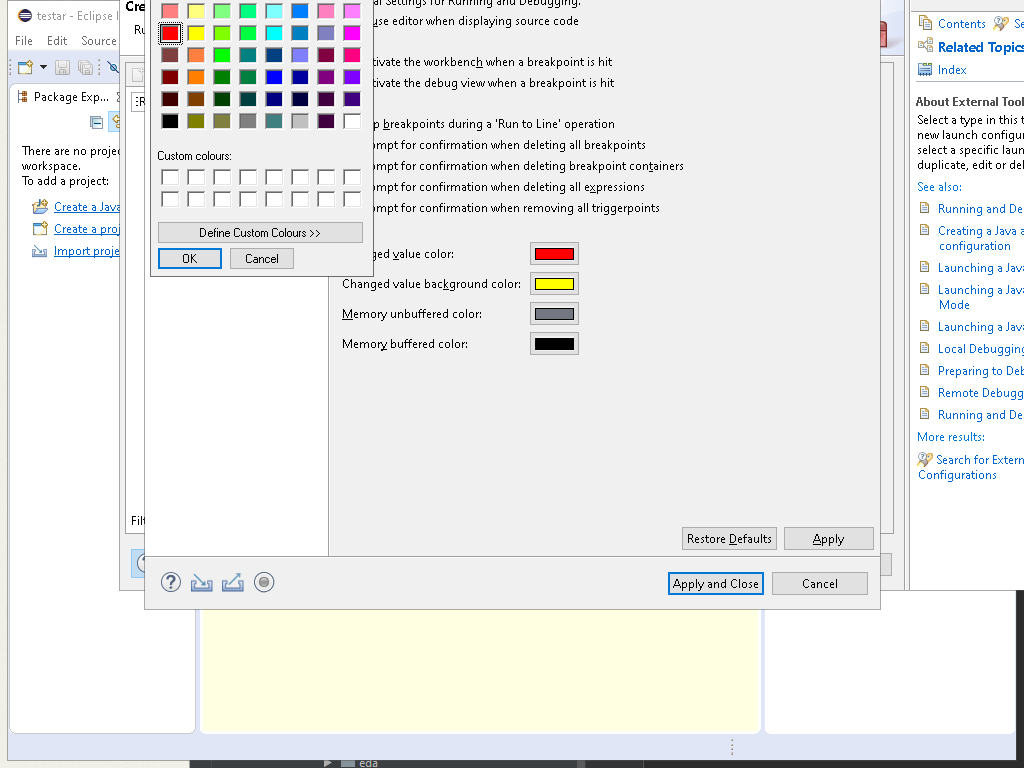 testar - Eclipse I
File Edit Source
Package Exp...
There are no proje
workspace.
To add a project:
Create a Java
Create a proj
Import proje
Cre
Filt
Custom colours:
Define Custom Colours >>
OK Cancel
al Settings for Running and Debugging.
use editor when displaying source code
tivate the workbench when a breakpoint is hit
tivate the debug view when a breakpoint is hit
p breakpoints during a 'Run to Line' operation
ompt for confirmation when deleting all breakpoints
ompt for confirmation when deleting breakpoint containers
ompt for confirmation when deleting all expressions
ompt for confirmation when removing all triggerpoints
ged value color:
Changed value background color:
Memory unbuffered color:
Memory buffered color:
Restore Defaults Apply
Apply and Close Cancel
Contents Se
Related Topics
Index
About External Tool
Select a type in this t
new launch configur
select a specific laun
duplicate, edit or del
See also:
Running and De
Creating a Java a
configuration
Launching a Java
Launching a Java
Mode
Launching a Java
Local Debugging
Preparing to Deb
Remote Debugg
Running and De
More results:
Search for Extern
Configurations
eda